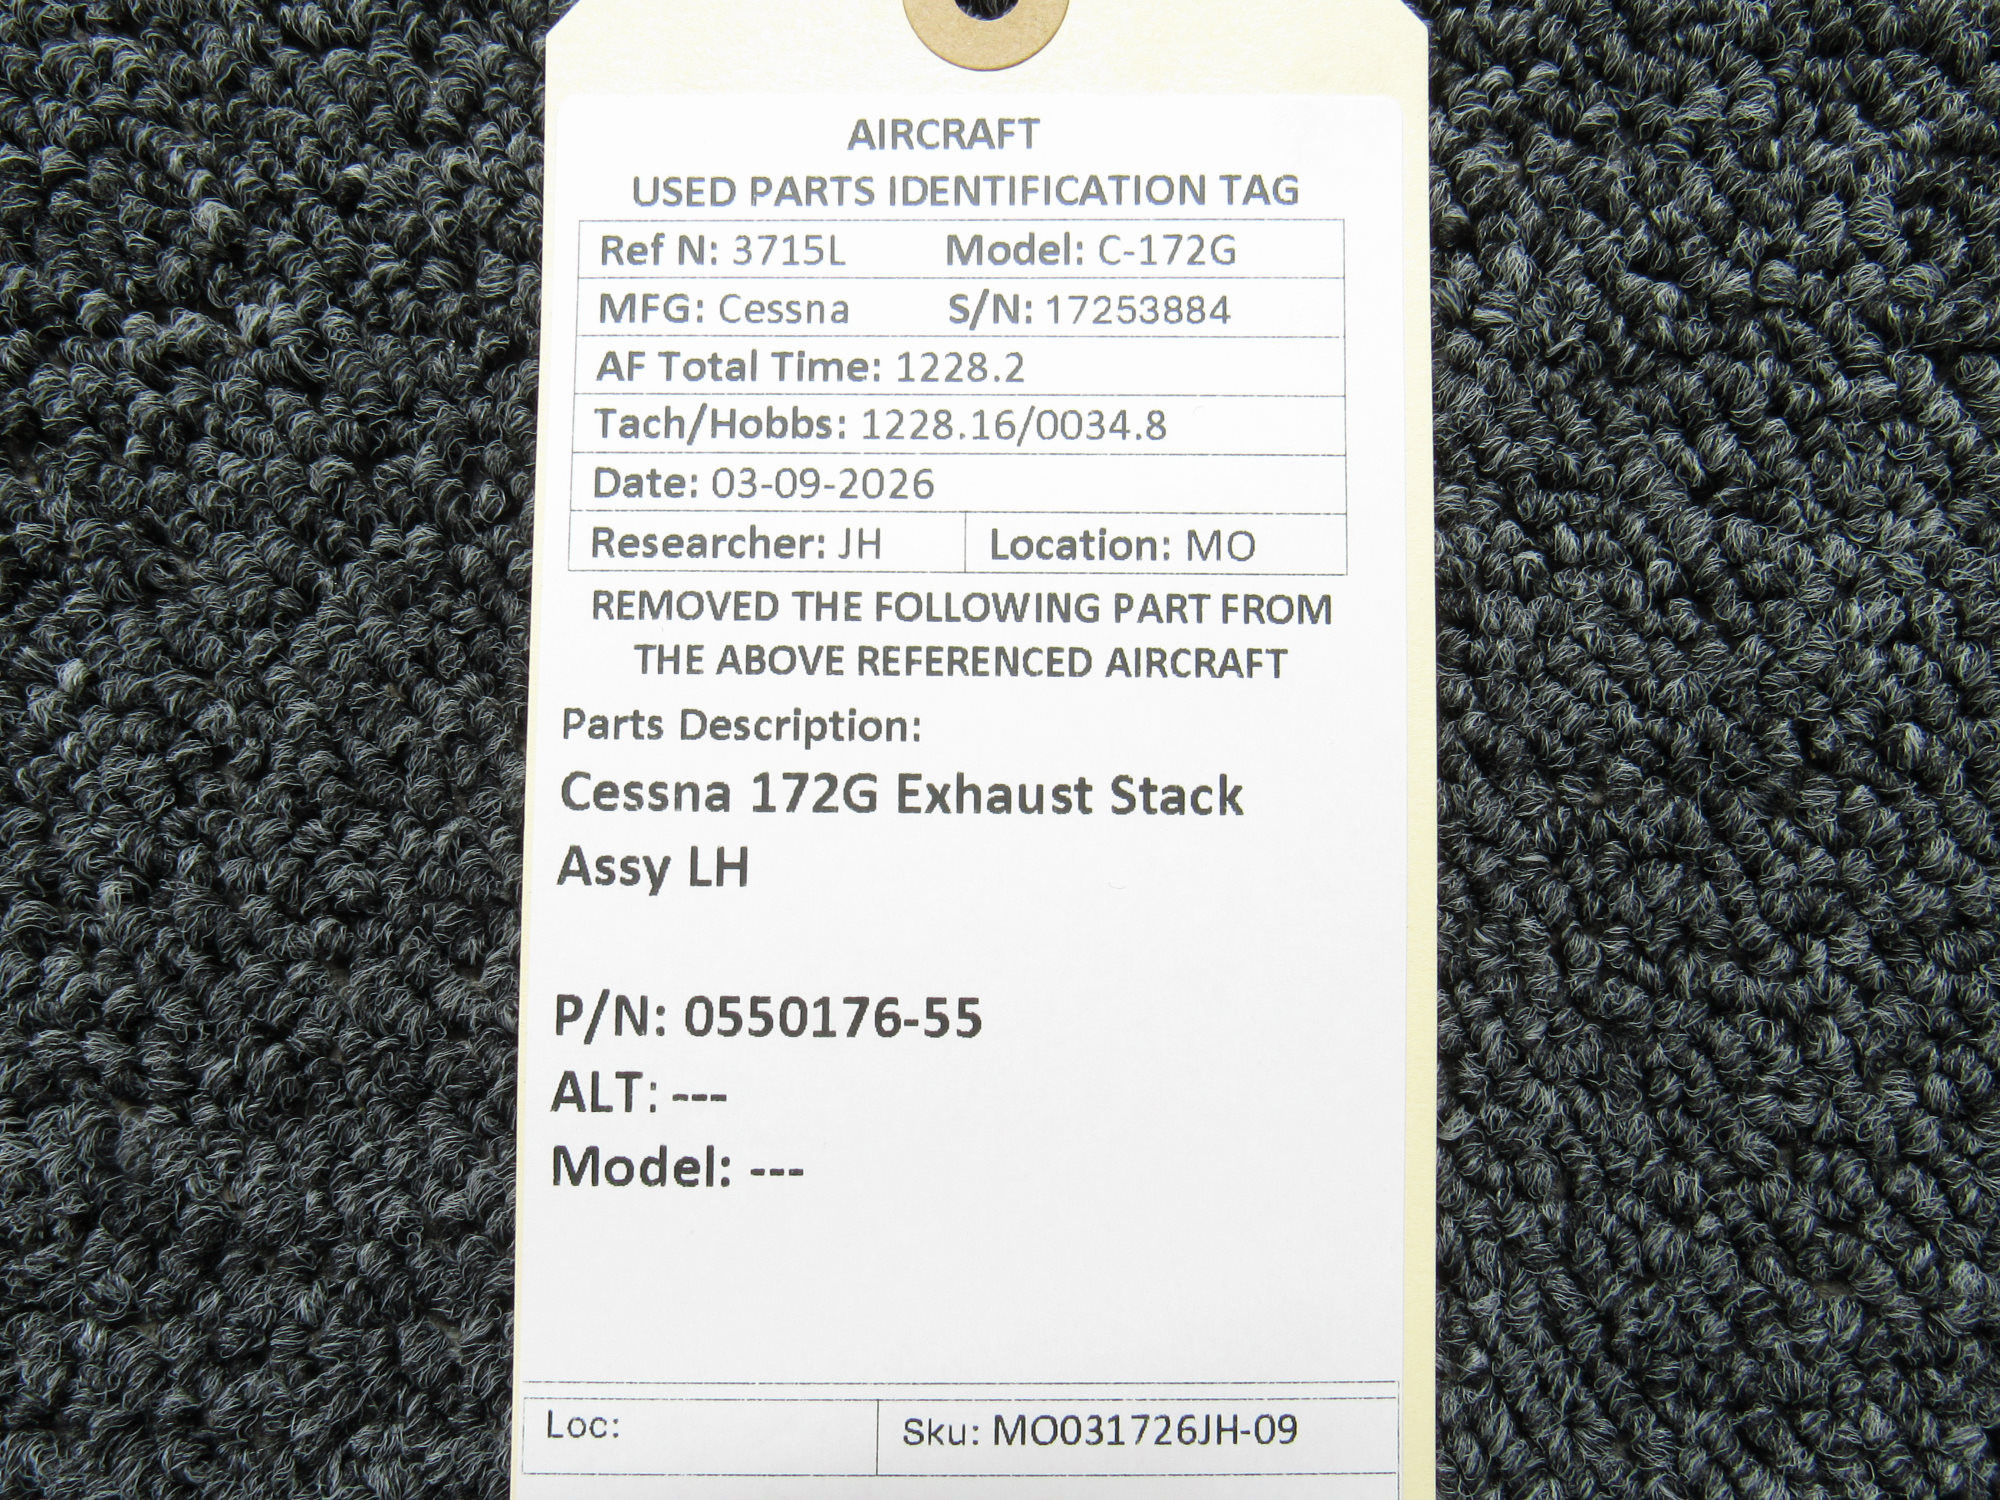 AIRCRAFT
USED PARTS IDENTIFICATION TAG
Ref N: 3715L Model: C-172G
MFG: Cessna S/N: 17253884
AF Total Time: 1228.2
Tach/Hobbs: 1228.16/0034.8
Date: 03-09-2026
Researcher: JH Location: MO
REMOVED THE FOLLOWING PART FROM
THE ABOVE REFERENCED AIRCRAFT
Parts Description:
Cessna 172G Exhaust Stack
Assy LH
P/N: 0550176-55
ALT: ---
Model: ---
Loc: Sku: MO031726JH-09